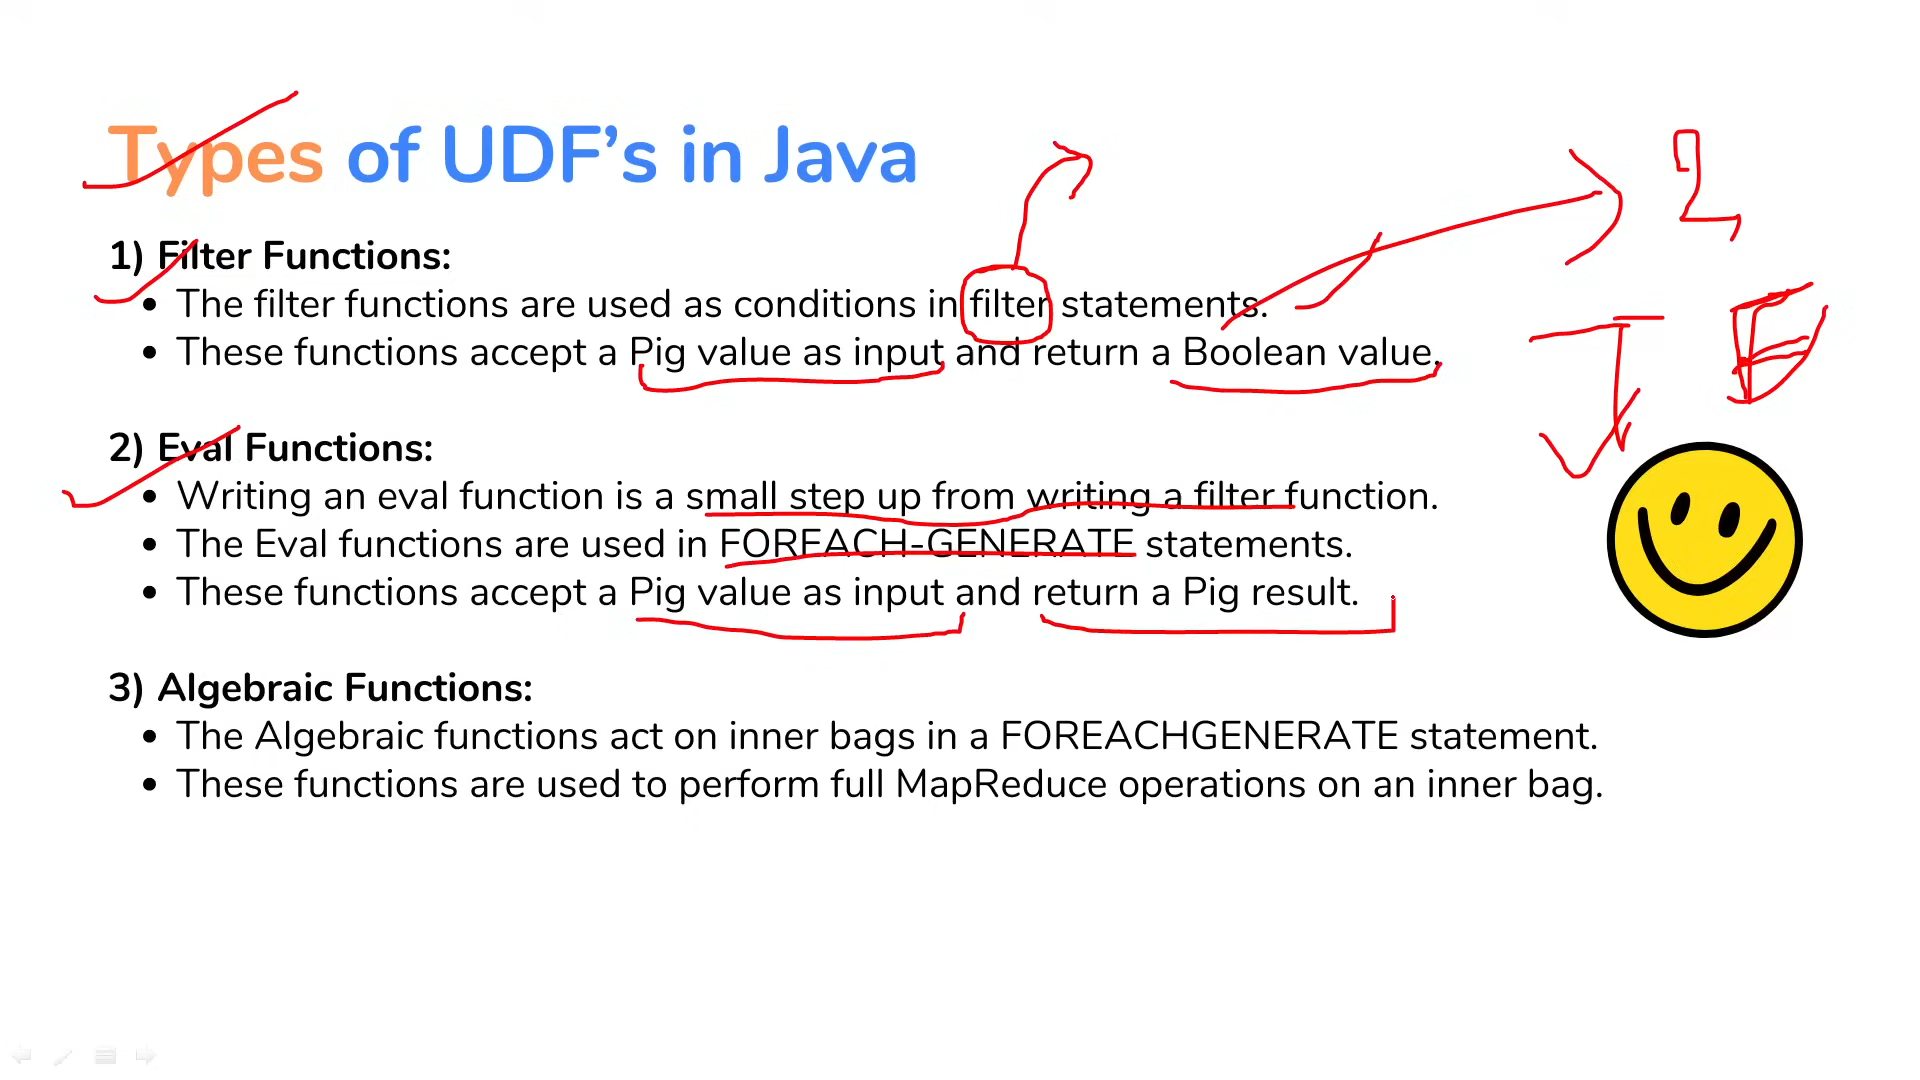 Types of UDF's in Java
2
1) Filter Functions:
• The filter functions are used as conditions in filter statements.
T
• These functions accept a Pig value as input and return a Boolean value.
2) Eval Functions:
• Writing an eval function is a small step up from writing a filter function.
• The Eval functions are used in FOREACH-GENERATE statements.
• These functions accept a Pig value as input and return a Pig result.
3) Algebraic Functions:
• The Algebraic functions act on inner bags in a FOREACHGENERATE statement.
• These functions are used to perform full MapReduce operations on an inner bag.